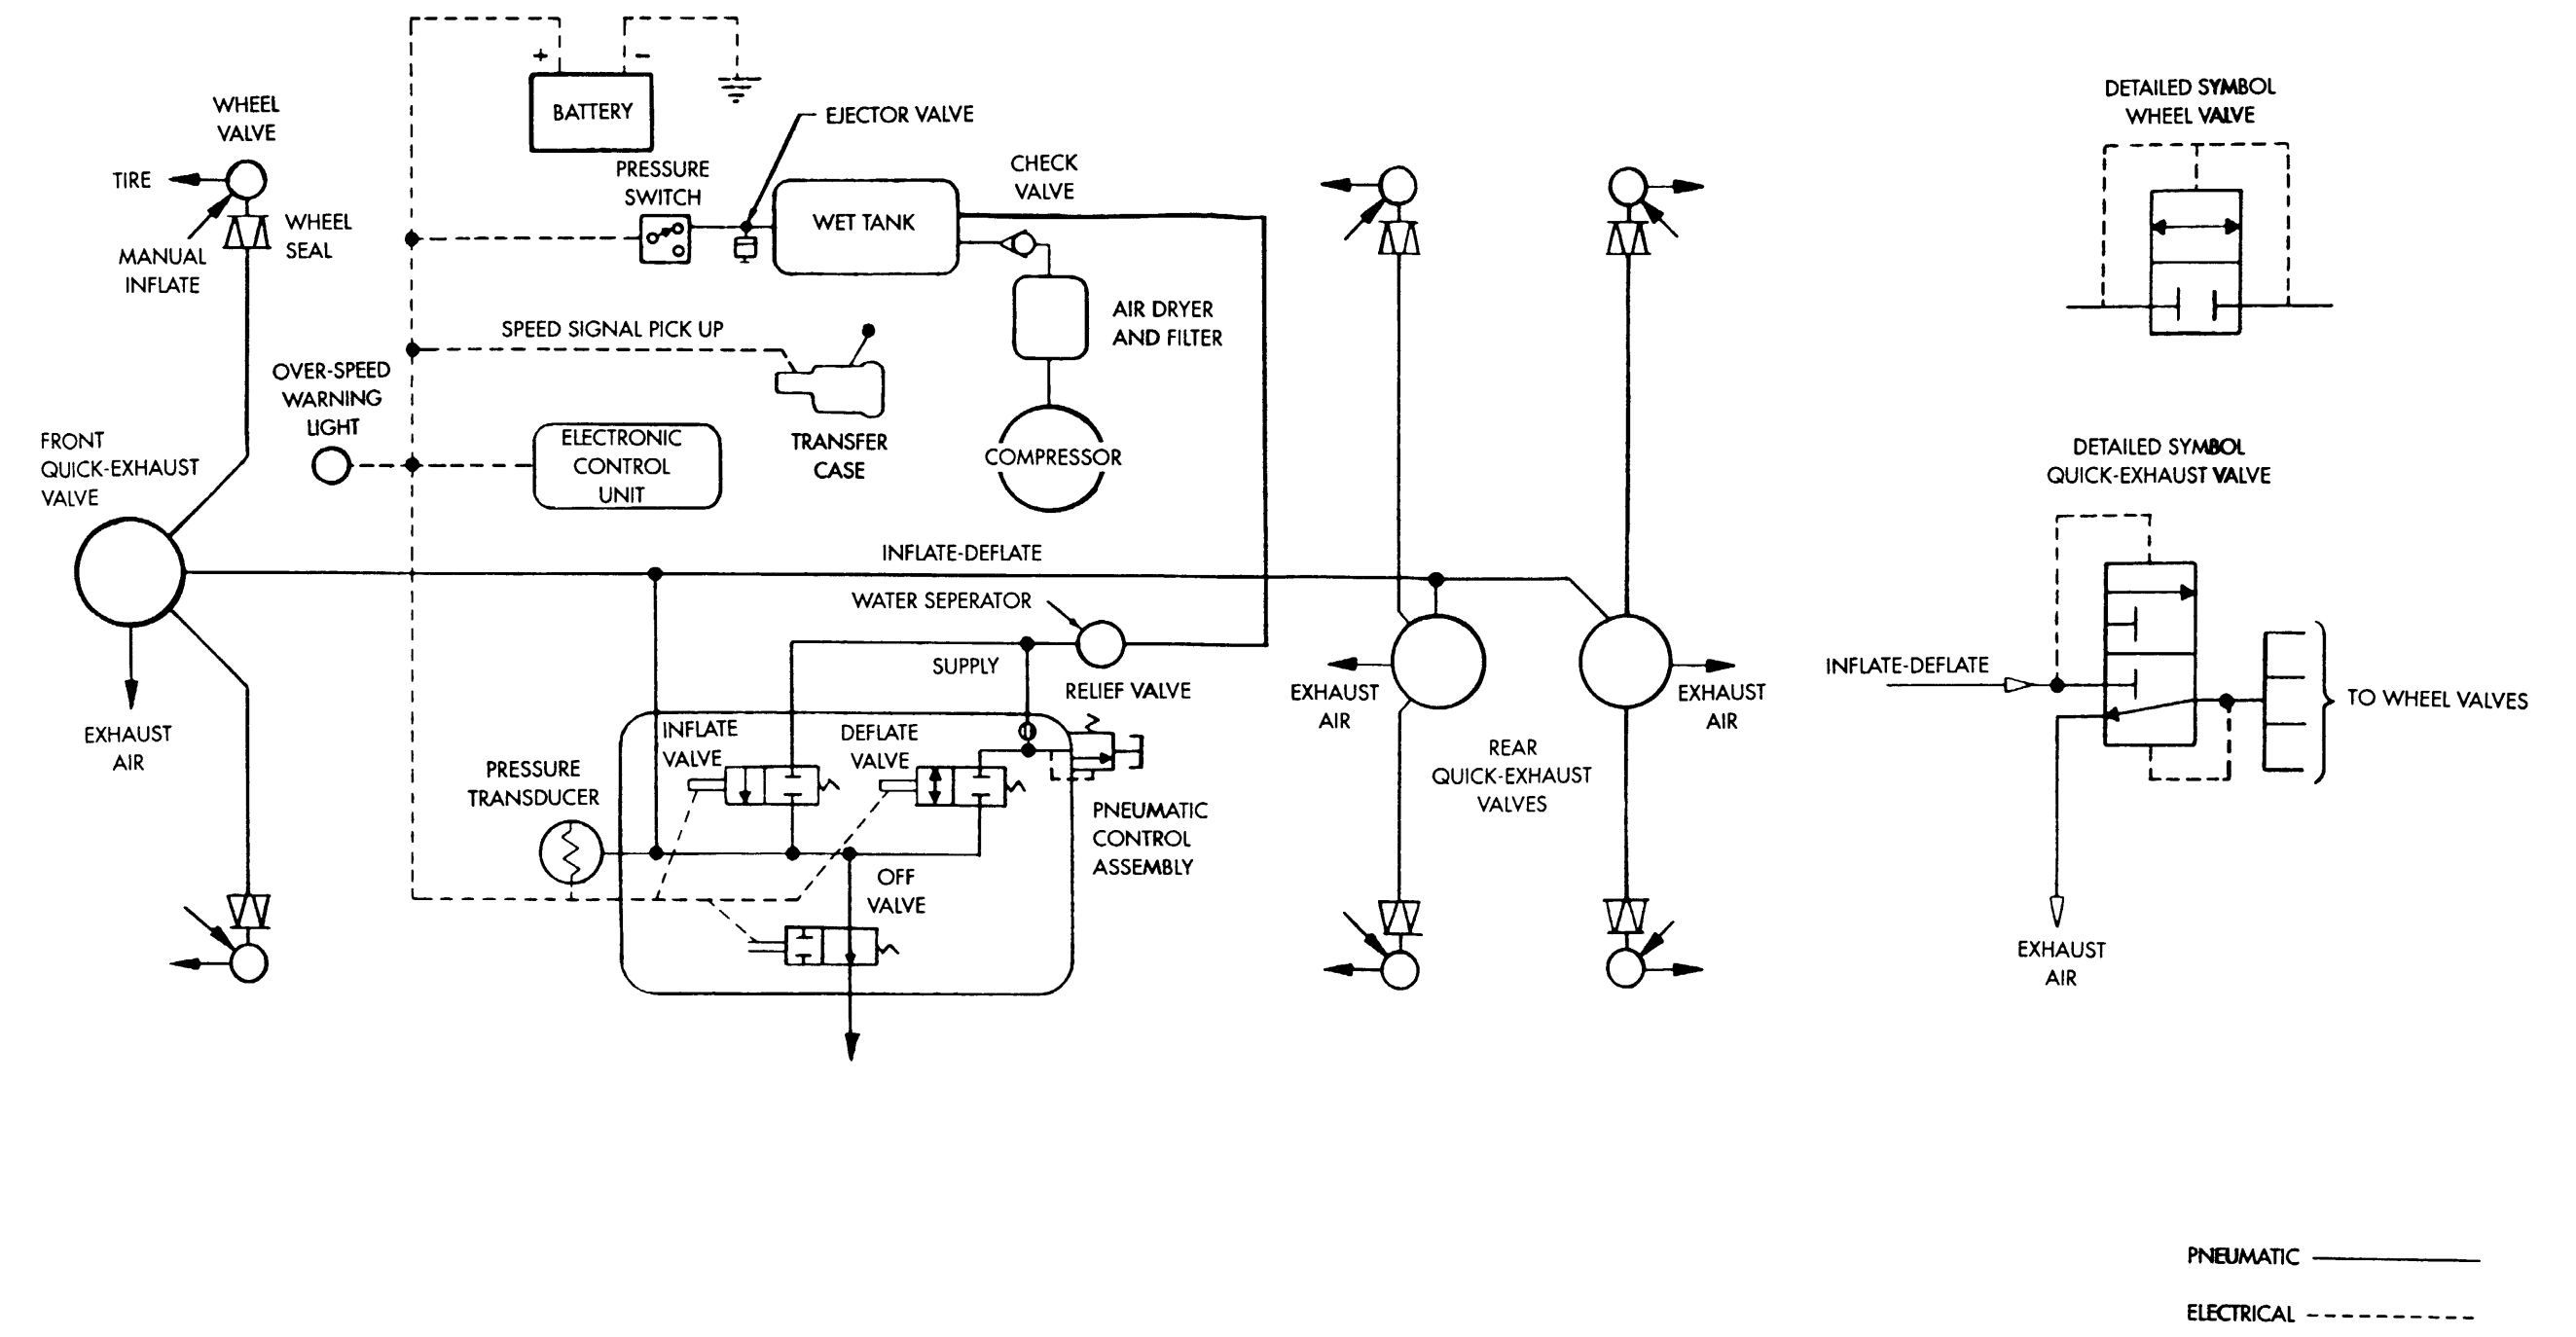 +
−
BATTERY
WHEEL
VALVE
TIRE
WHEEL
SEAL
MANUAL
INFLATE
EJECTOR VALVE
PRESSURE
SWITCH
WET TANK
CHECK
VALVE
AIR DRYER
AND FILTER
SPEED SIGNAL PICK UP
TRANSFER
CASE
COMPRESSOR
OVER-SPEED
WARNING
LIGHT
ELECTRONIC
CONTROL
UNIT
FRONT
QUICK-EXHAUST
VALVE
EXHAUST
AIR
INFLATE-DEFLATE
WATER SEPERATOR
SUPPLY
RELIEF VALVE
INFLATE
VALVE
DEFLATE
VALVE
PRESSURE
TRANSDUCER
OFF
VALVE
PNEUMATIC
CONTROL
ASSEMBLY
EXHAUST
AIR
EXHAUST
AIR
REAR
QUICK-EXHAUST
VALVES
DETAILED SYMBOL
WHEEL VALVE
DETAILED SYMBOL
QUICK-EXHAUST VALVE
INFLATE-DEFLATE
TO WHEEL VALVES
EXHAUST
AIR
PNEUMATIC
ELECTRICAL